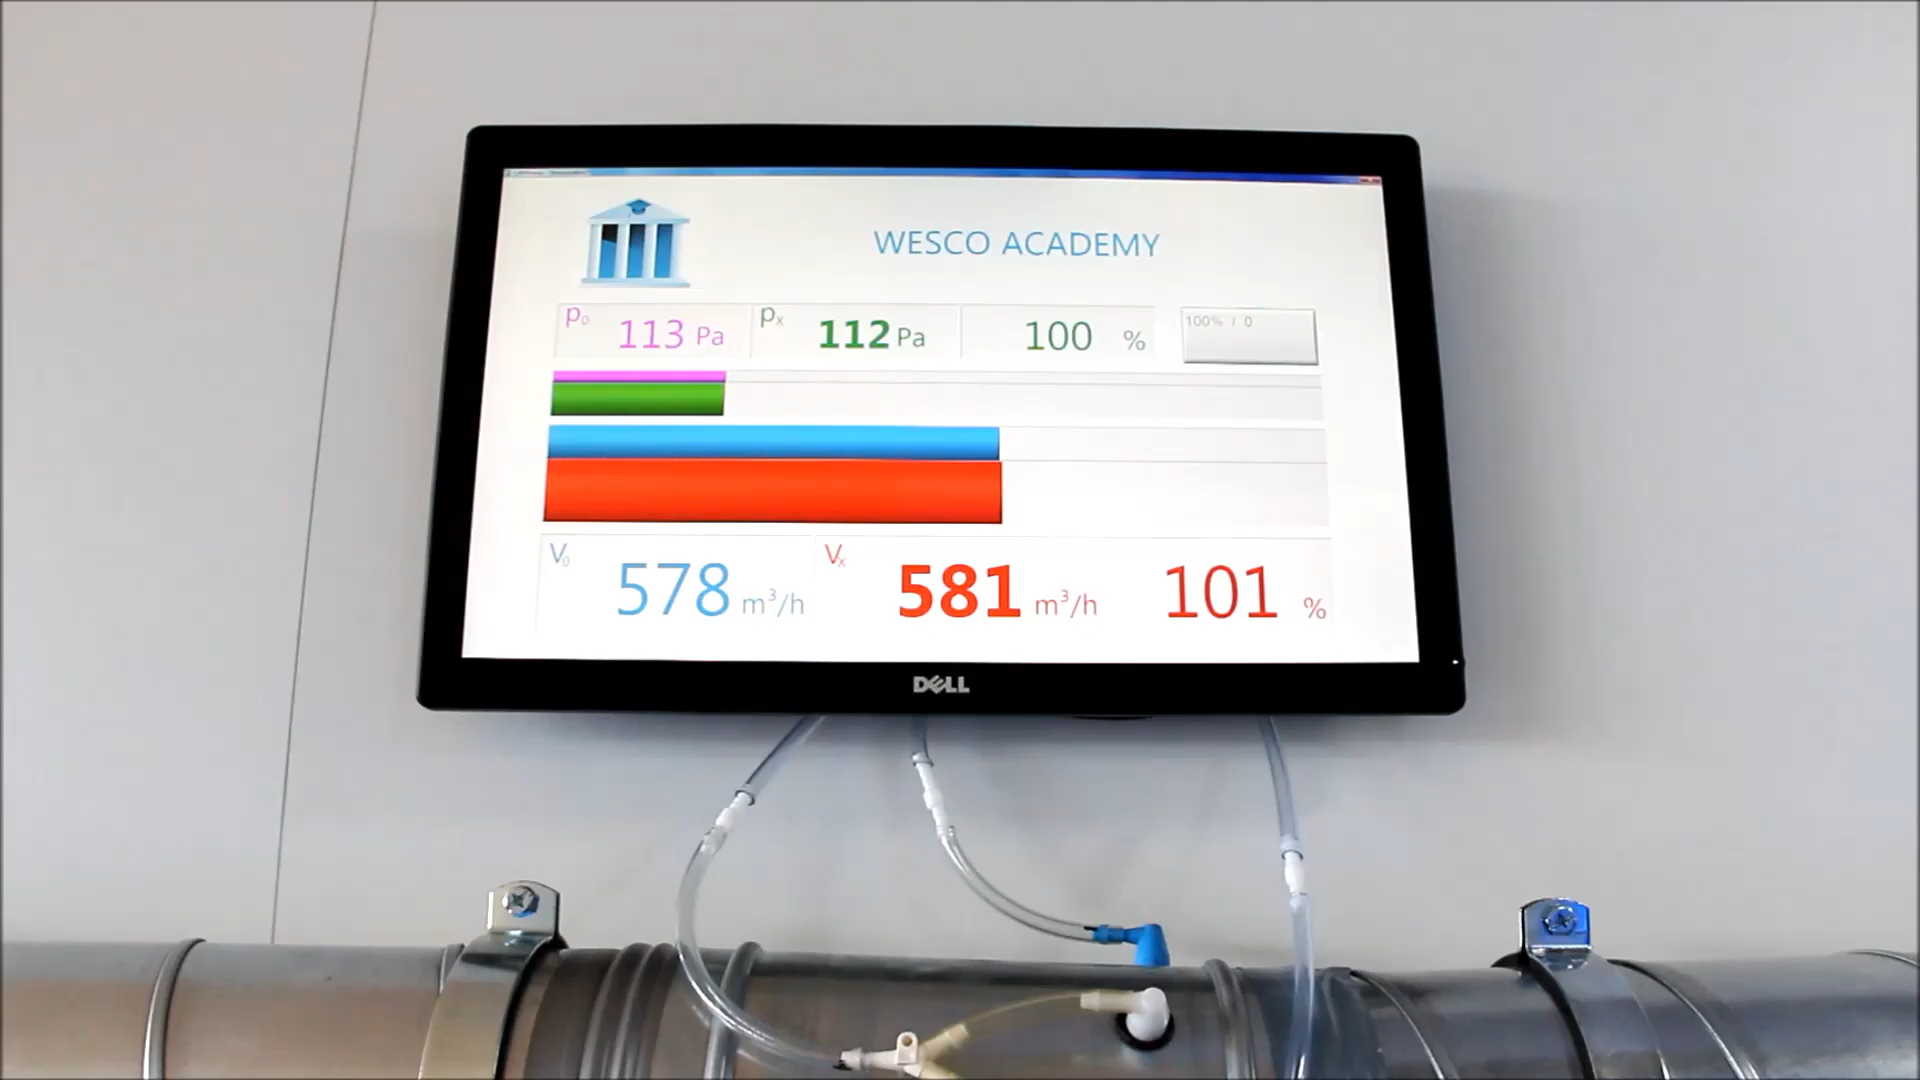 WESCO ACADEMY
p₀ 113 Pa pₓ 112 Pa 100 % 100% / 0
V₀ 578 m³/h Vₓ 581 m³/h 101 %
DELL